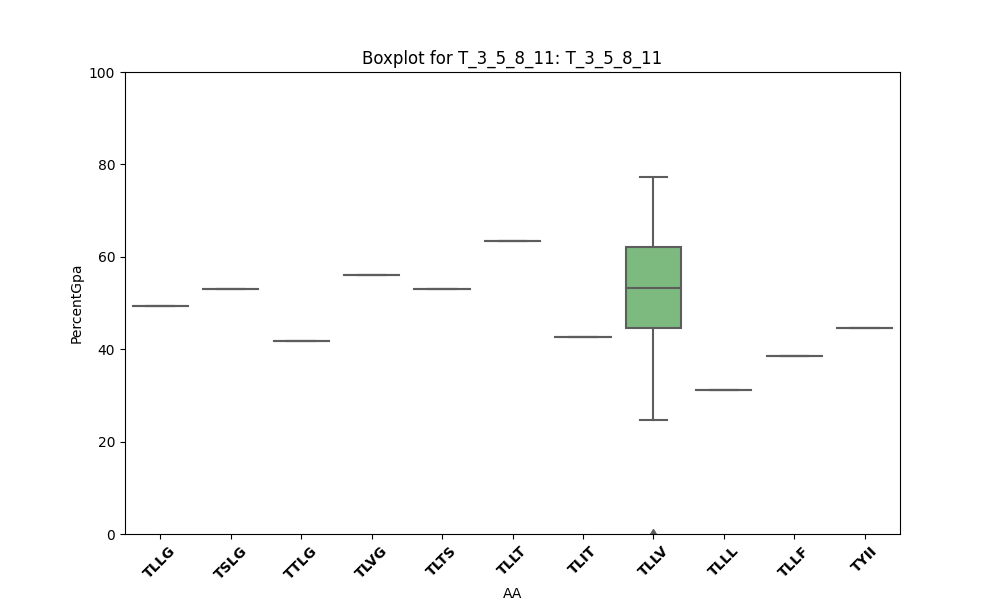 Boxplot for T_3_5_8_11: T_3_5_8_11
100
80
60
40
20
0
PercentGpa
TLLG TSLG TTLG TLVG TLTS TLLT TLIT TLLV TLLL TLLF TYII
AA